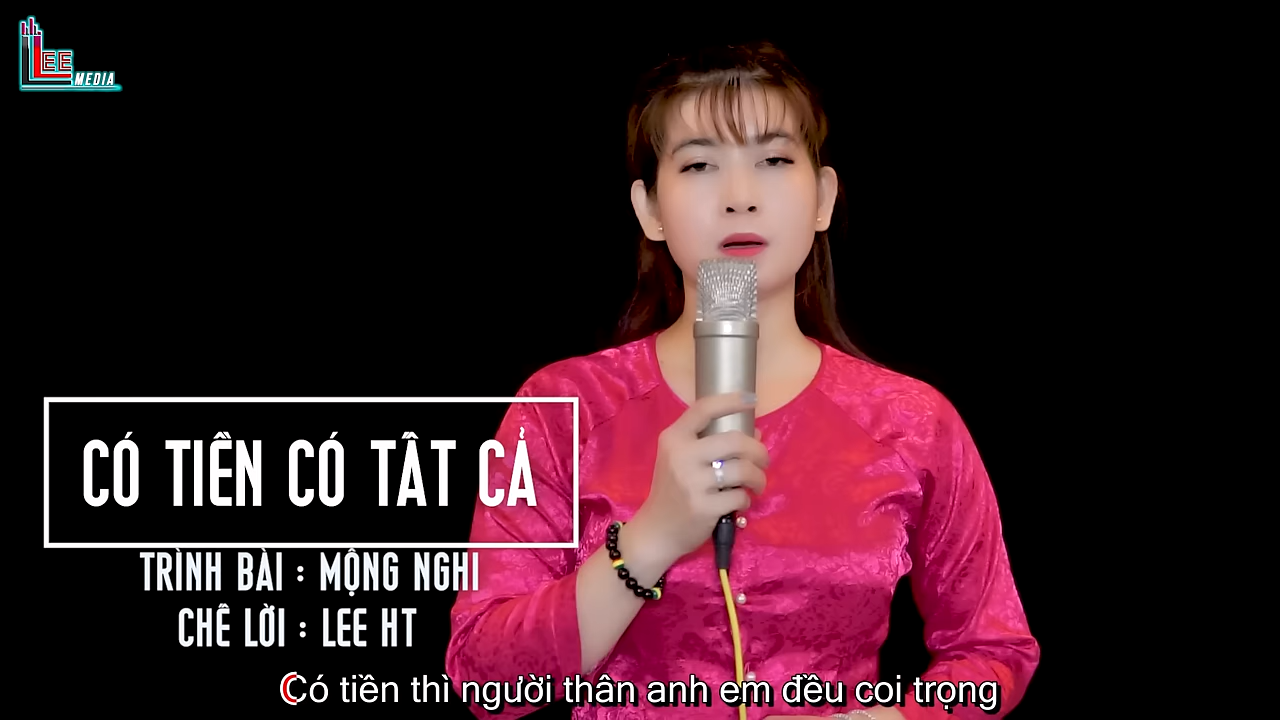 LEE
MEDIA
CÓ TIỀN CÓ TẤT CẢ
TRÌNH BÀI : MỘNG NGHI
CHẾ LỜI : LEE HT
Có tiền thì người thân anh em đều coi trọng